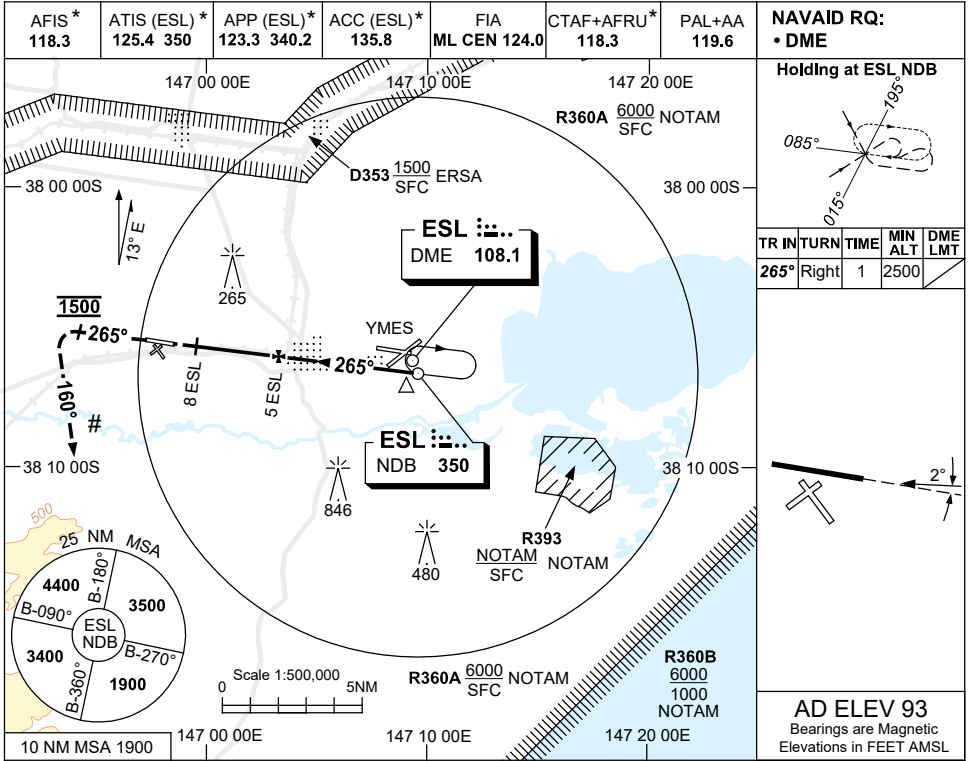 AFIS *
118.3
ATIS (ESL) *
125.4 350
APP (ESL) *
123.3 340.2
ACC (ESL) *
135.8
FIA
ML CEN 124.0
CTAF+AFRU *
118.3
PAL+AA
119.6
NAVAID RQ:
• DME
147 00 00E
147 10 00E
147 20 00E
Holding at ESL NDB
195°
085°
015°
TR IN
TURN
TIME
MIN ALT
DME LMT
265°
Right
1
2500
R360A 6000 NOTAM
SFC
D353 1500 ERSA
SFC
38 00 00S
38 00 00S
13° E
ESL
DME 108.1
265
1500
265°
YMES
265°
8 ESL
5 ESL
160°
#
ESL
NDB 350
38 10 00S
38 10 00S
846
480
R393
NOTAM NOTAM
SFC
2°
500
25 NM MSA
4400
B-180°
3500
B-090°
ESL
NDB
B-270°
3400
B-360°
1900
Scale 1:500,000
0
5NM
R360A 6000 NOTAM
SFC
R360B
6000
1000
NOTAM
10 NM MSA 1900
147 00 00E
147 10 00E
147 20 00E
AD ELEV 93
Bearings are Magnetic
Elevations in FEET AMSL